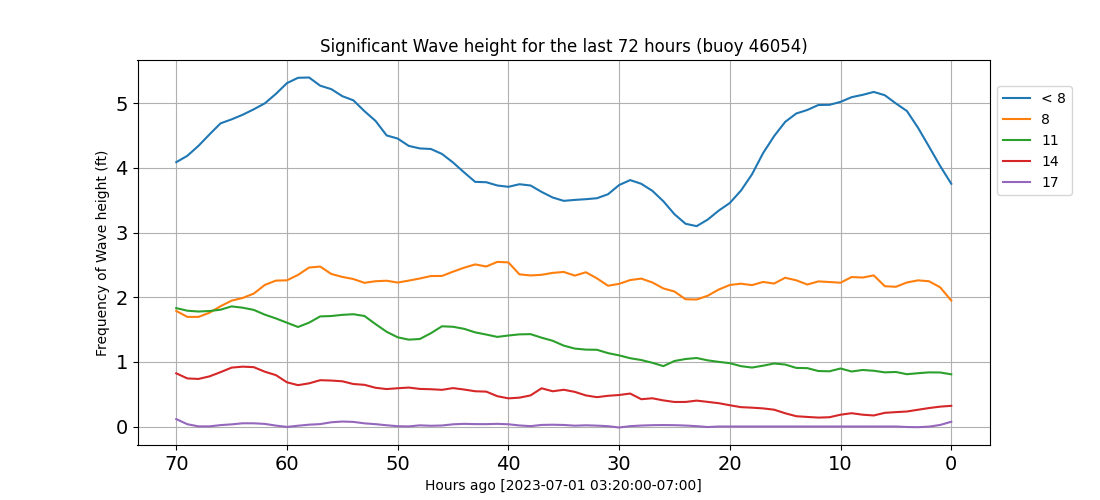 Significant Wave height for the last 72 hours (buoy 46054)
Frequency of Wave height (ft)
5
4
3
2
1
0
70 60 50 40 30 20 10 0
Hours ago [2023-07-01 03:20:00-07:00]
< 8
8
11
14
17